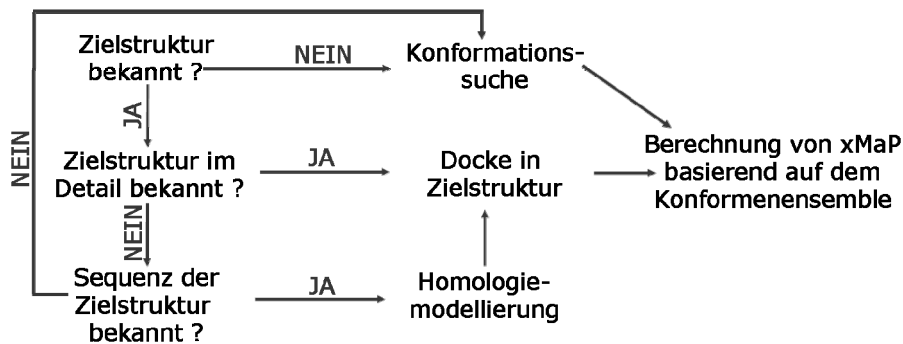 Zielstruktur
bekannt ?
NEIN
Konformations-
suche
JA
NEIN
Zielstruktur im
Detail bekannt ?
JA
Docke in
Zielstruktur
Berechnung von xMaP
basierend auf dem
Konformenensemble
NEIN
Sequenz der
Zielstruktur
bekannt ?
JA
Homologie-
modellierung